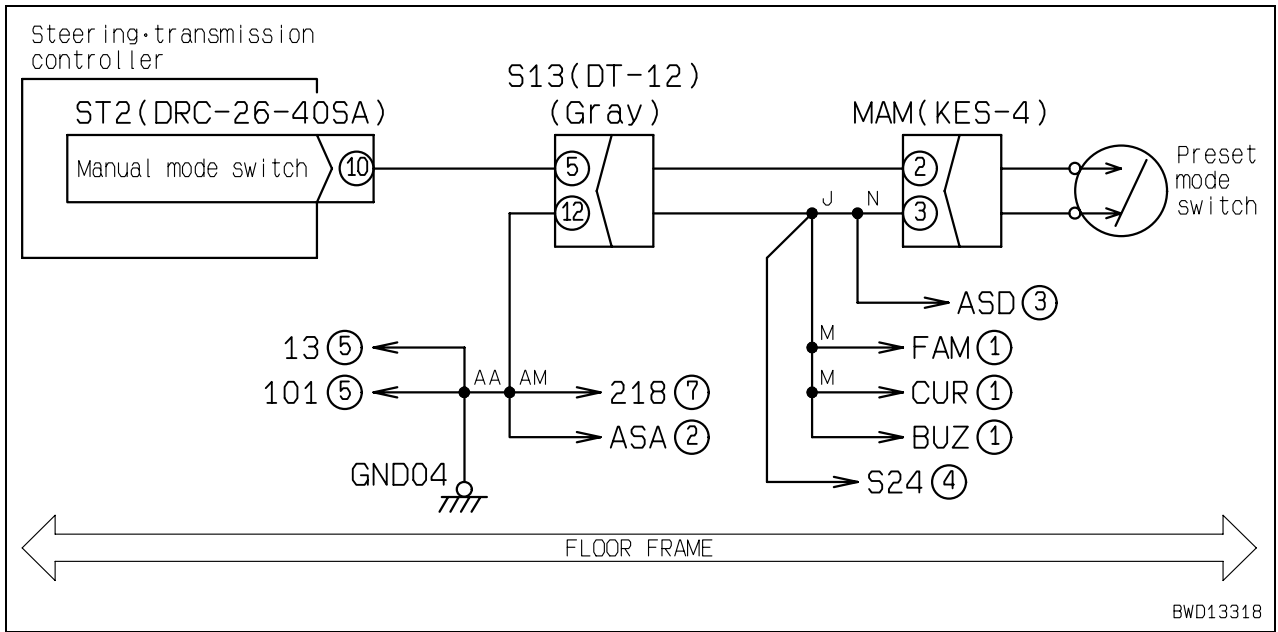 Steering·transmission
controller
ST2(DRC-26-40SA)
Manual mode switch
10
S13(DT-12)
(Gray)
5
12
MAM(KES-4)
2
3
Preset
mode
switch
J
N
ASD 3
M
FAM 1
M
CUR 1
BUZ 1
S24 4
13 5
101 5
AA
AM
218 7
ASA 2
GND04
FLOOR FRAME
BWD13318